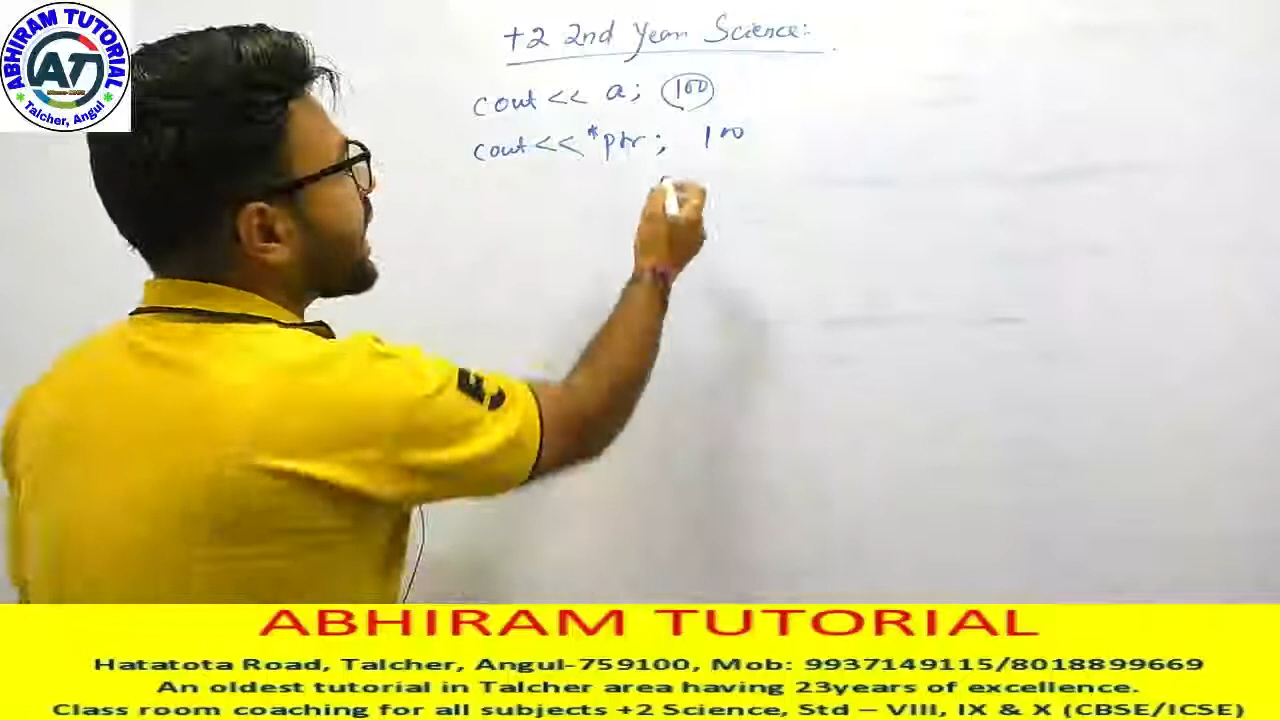 ABHIRAM TUTORIAL
AT
* Talcher, Angul *
+2 2nd Year Science:
cout << a; 100
cout << *ptr; 100
ABHIRAM TUTORIAL
Hatatota Road, Talcher, Angul-759100, Mob: 9937149115/8018899669
An oldest tutorial in Talcher area having 23years of excellence.
Class room coaching for all subjects +2 Science, Std – VIII, IX & X (CBSE/ICSE)